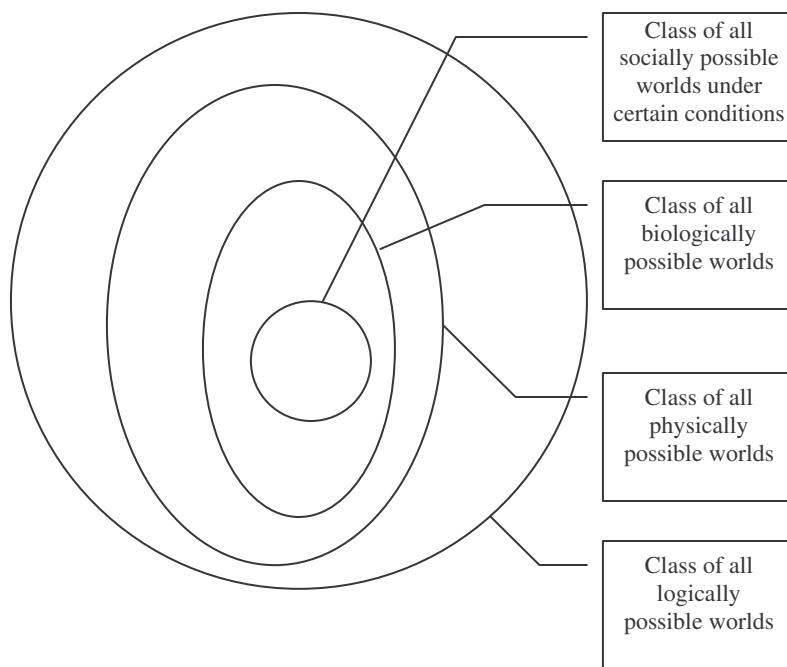 Class of all
socially possible
worlds under
certain conditions
Class of all
biologically
possible worlds
Class of all
physically
possible worlds
Class of all
logically
possible worlds